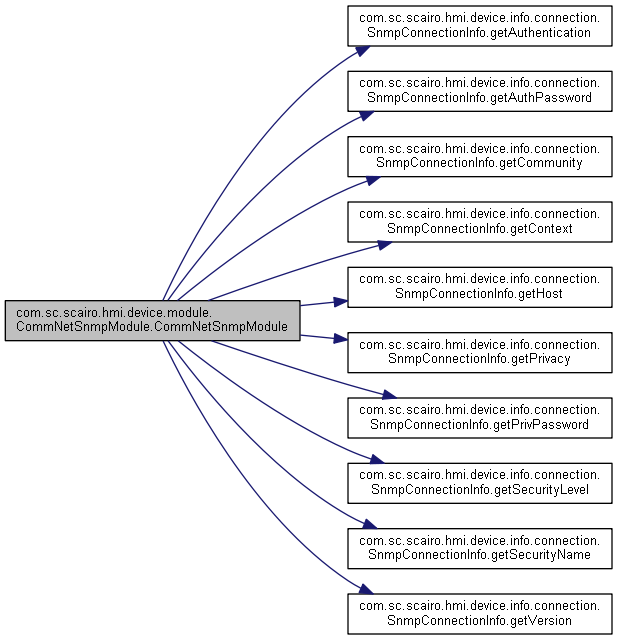 com.sc.scairo.hmi.device.info.connection.
SnmpConnectionInfo.getAuthentication
com.sc.scairo.hmi.device.info.connection.
SnmpConnectionInfo.getAuthPassword
com.sc.scairo.hmi.device.info.connection.
SnmpConnectionInfo.getCommunity
com.sc.scairo.hmi.device.info.connection.
SnmpConnectionInfo.getContext
com.sc.scairo.hmi.device.info.connection.
SnmpConnectionInfo.getHost
com.sc.scairo.hmi.device.module.
CommNetSnmpModule.CommNetSnmpModule
com.sc.scairo.hmi.device.info.connection.
SnmpConnectionInfo.getPrivacy
com.sc.scairo.hmi.device.info.connection.
SnmpConnectionInfo.getPrivPassword
com.sc.scairo.hmi.device.info.connection.
SnmpConnectionInfo.getSecurityLevel
com.sc.scairo.hmi.device.info.connection.
SnmpConnectionInfo.getSecurityName
com.sc.scairo.hmi.device.info.connection.
SnmpConnectionInfo.getVersion